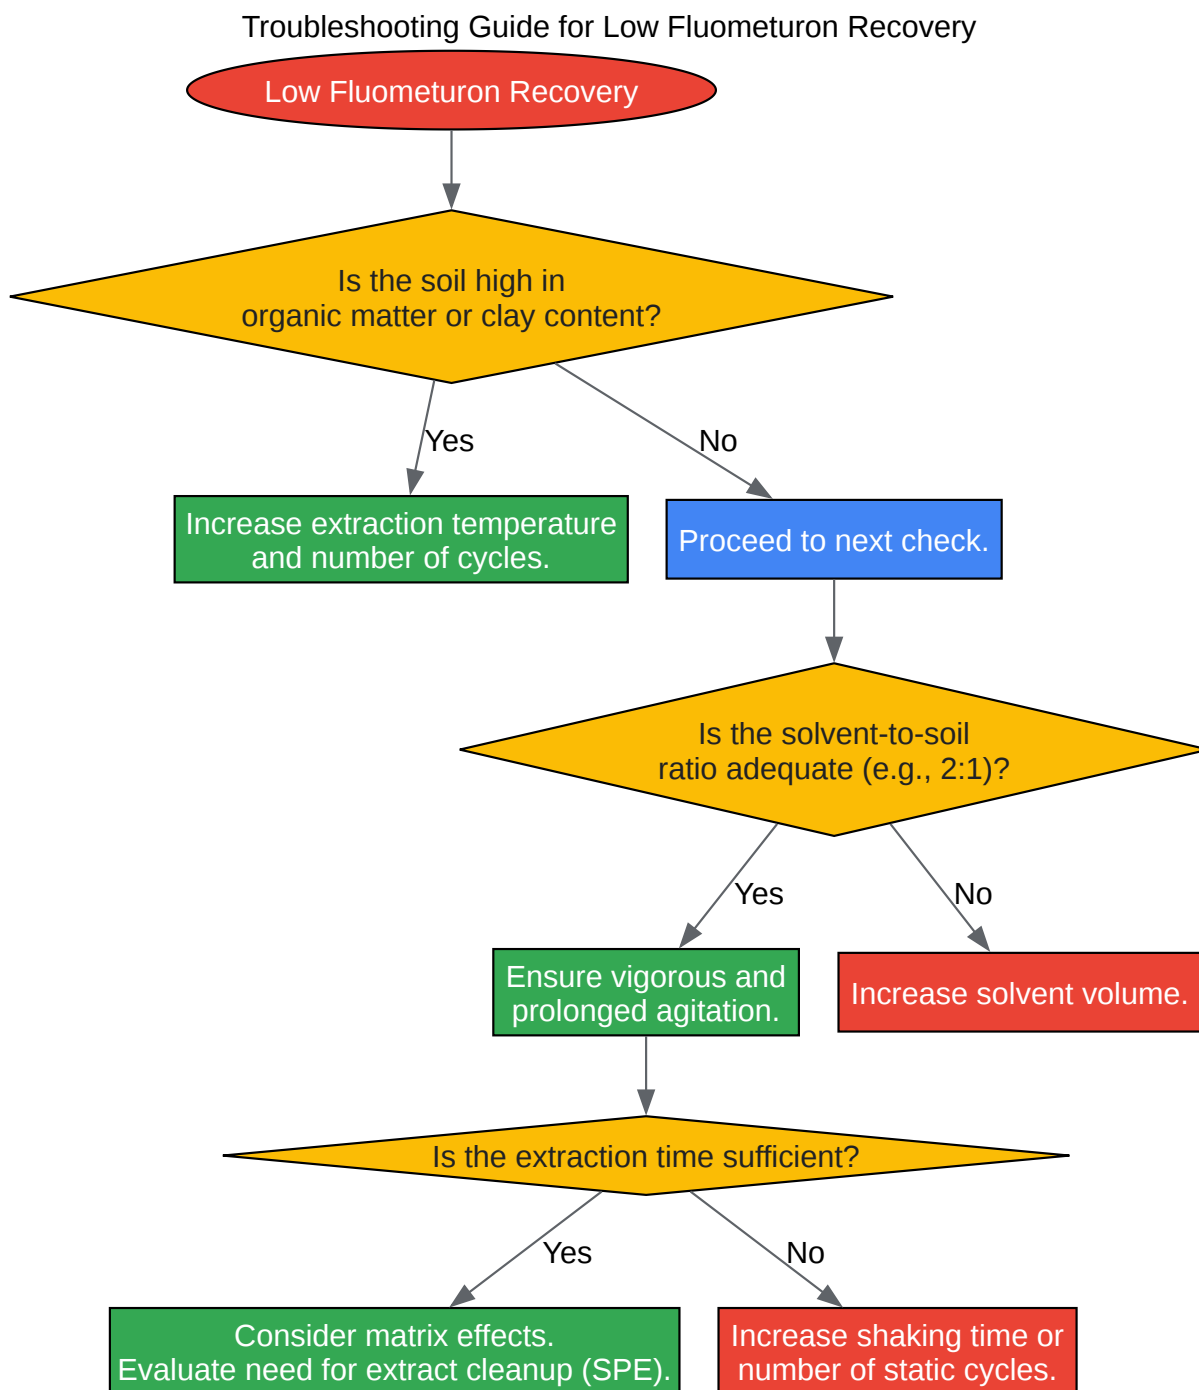 Troubleshooting Guide for Low Fluometuron Recovery
Low Fluometuron Recovery
Is the soil high in
organic matter or clay content?
Yes
No
Increase extraction temperature
and number of cycles.
Proceed to next check.
Is the solvent-to-soil
ratio adequate (e.g., 2:1)?
Yes
No
Ensure vigorous and
prolonged agitation.
Increase solvent volume.
Is the extraction time sufficient?
Yes
No
Consider matrix effects.
Evaluate need for extract cleanup (SPE).
Increase shaking time or
number of static cycles.